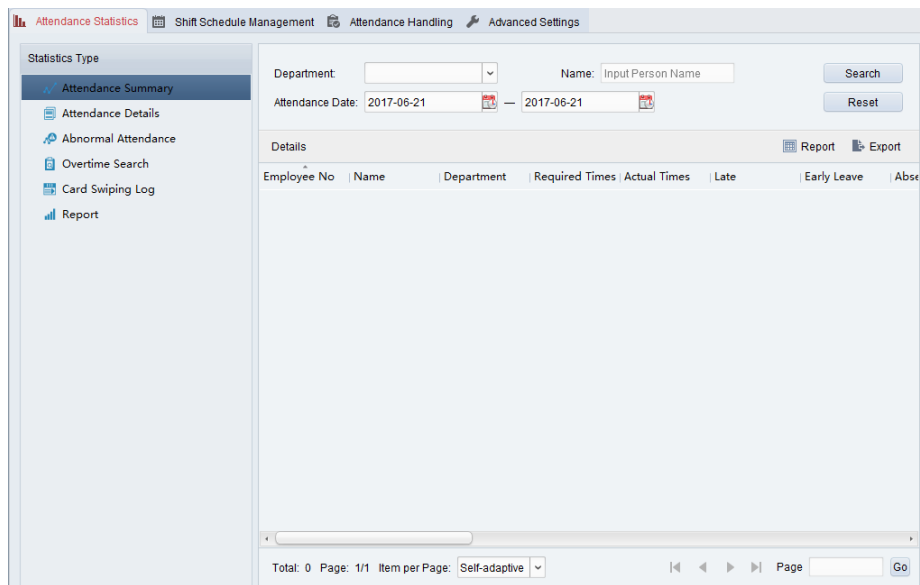 Attendance Statistics Shift Schedule Management Attendance Handling Advanced Settings
Statistics Type
Attendance Summary
Attendance Details
Abnormal Attendance
Overtime Search
Card Swiping Log
Report
Department: Name: Input Person Name Search
Attendance Date: 2017-06-21 — 2017-06-21 Reset
Details Report Export
Employee No Name Department Required Times Actual Times Late Early Leave Abse
Total: 0 Page: 1/1 Item per Page: Self-adaptive Page Go